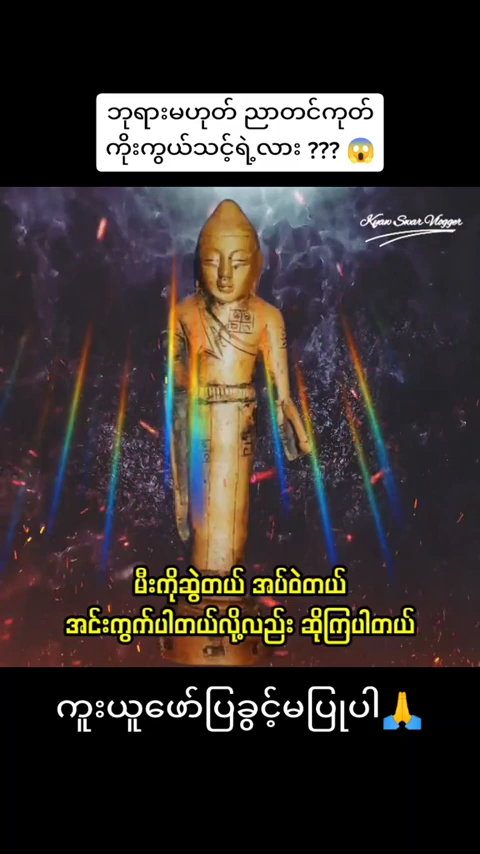 ဘုရားမဟုတ် ညာတင်ကုတ်
ကိုးကွယ်သင့်ရဲ့လား ??? 😱
Kyaw Swar Vlogger
မီးကိုဆွဲတယ် အပ်ဝဲတယ်
အင်းကွက်ပါတယ်လို့လည်း ဆိုကြပါတယ်
ကူးယူဖော်ပြခွင့်မပြုပါ🙏